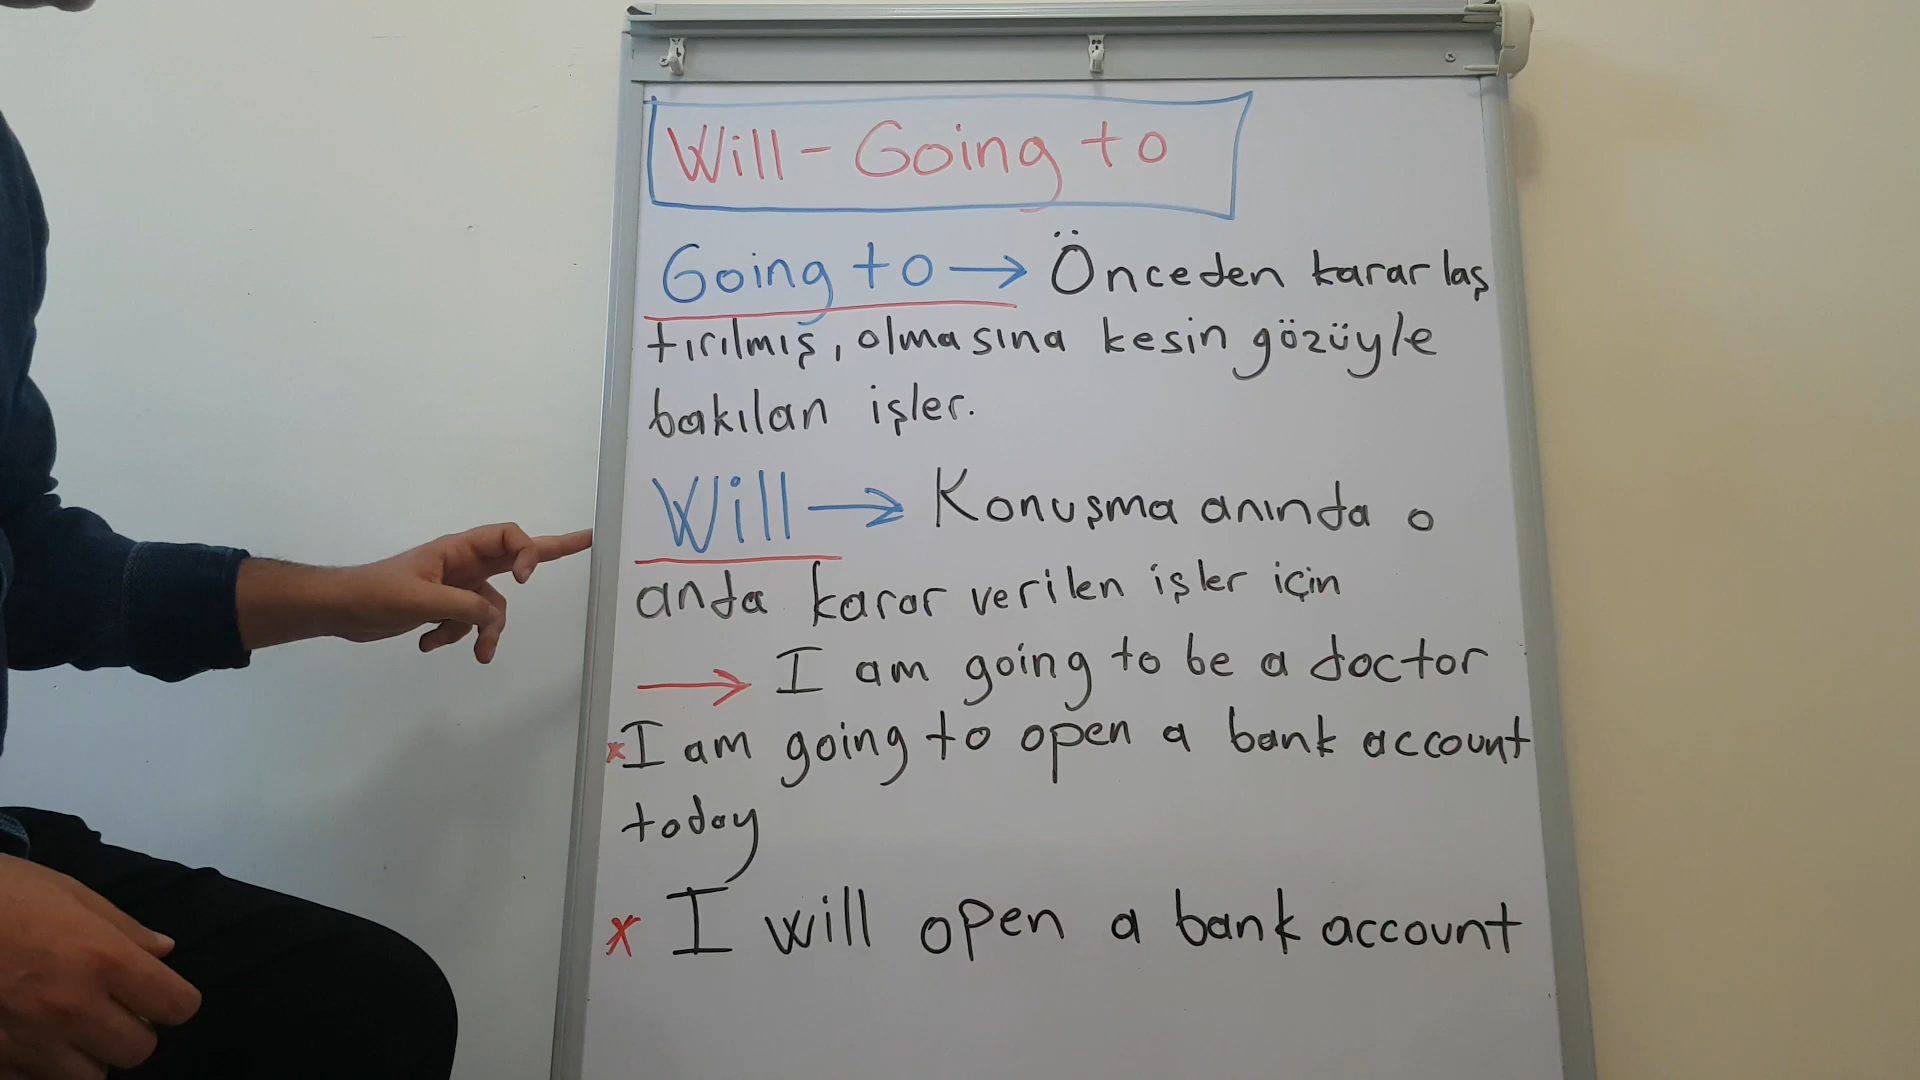 Will - Going to
Going to → Önceden kararlaş
tırılmış, olmasına kesin gözüyle
bakılan işler.
Will → Konuşma anında o
anda karar verilen işler için
→ I am going to be a doctor
*I am going to open a bank account
today
* I will open a bank account